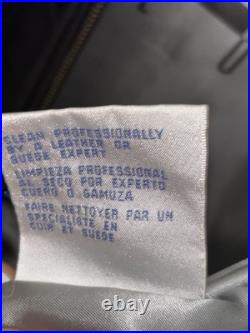 CLEAN PROFESSIONALLY
BY A LEATHER OR
SUEDE EXPERT
LIMPIEZA PROFESSIONAL
AL SECO POR EXPERTO
CUERO O GAMUZA
FAIRE NETTOYER PAR UN
SPECIALISTE EN
CUIR ET SUEDE